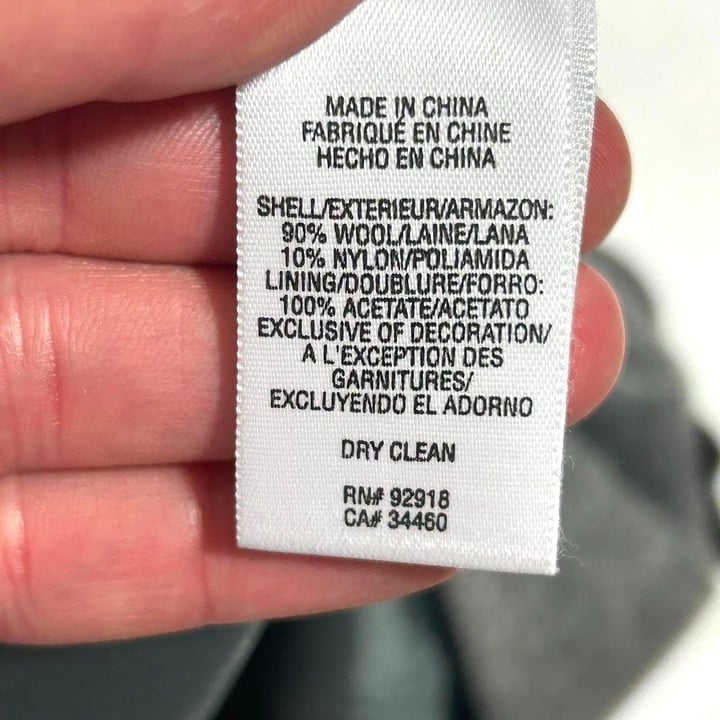 MADE IN CHINA
FABRIQUÉ EN CHINE
HECHO EN CHINA
SHELL/EXTERIEUR/ARMAZON:
90% WOOL/LAINE/LANA
10% NYLON/POLIAMIDA
LINING/DOUBLURE/FORRO:
100% ACETATE/ACETATO
EXCLUSIVE OF DECORATION/
A L'EXCEPTION DES
GARNITURES/
EXCLUYENDO EL ADORNO
DRY CLEAN
RN# 92918
CA# 34460